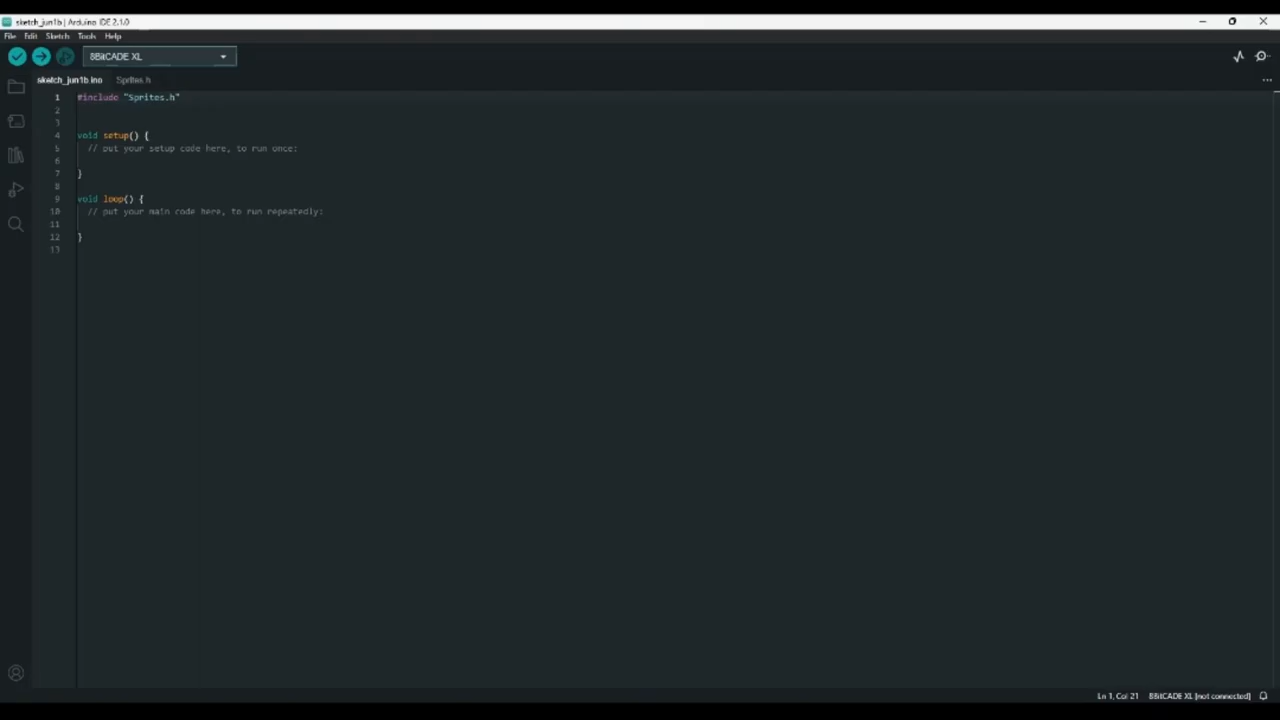 sketch_jun1b | Arduino IDE 2.1.0
File Edit Sketch Tools Help
8BitCADE XL
sketch_jun1b.ino Sprites.h
1 #include "Sprites.h"
2
3
4 void setup() {
5 // put your setup code here, to run once:
6
7 }
8
9 void loop() {
10 // put your main code here, to run repeatedly:
11
12 }
13
Ln 1, Col 21 8BitCADE XL [not connected]